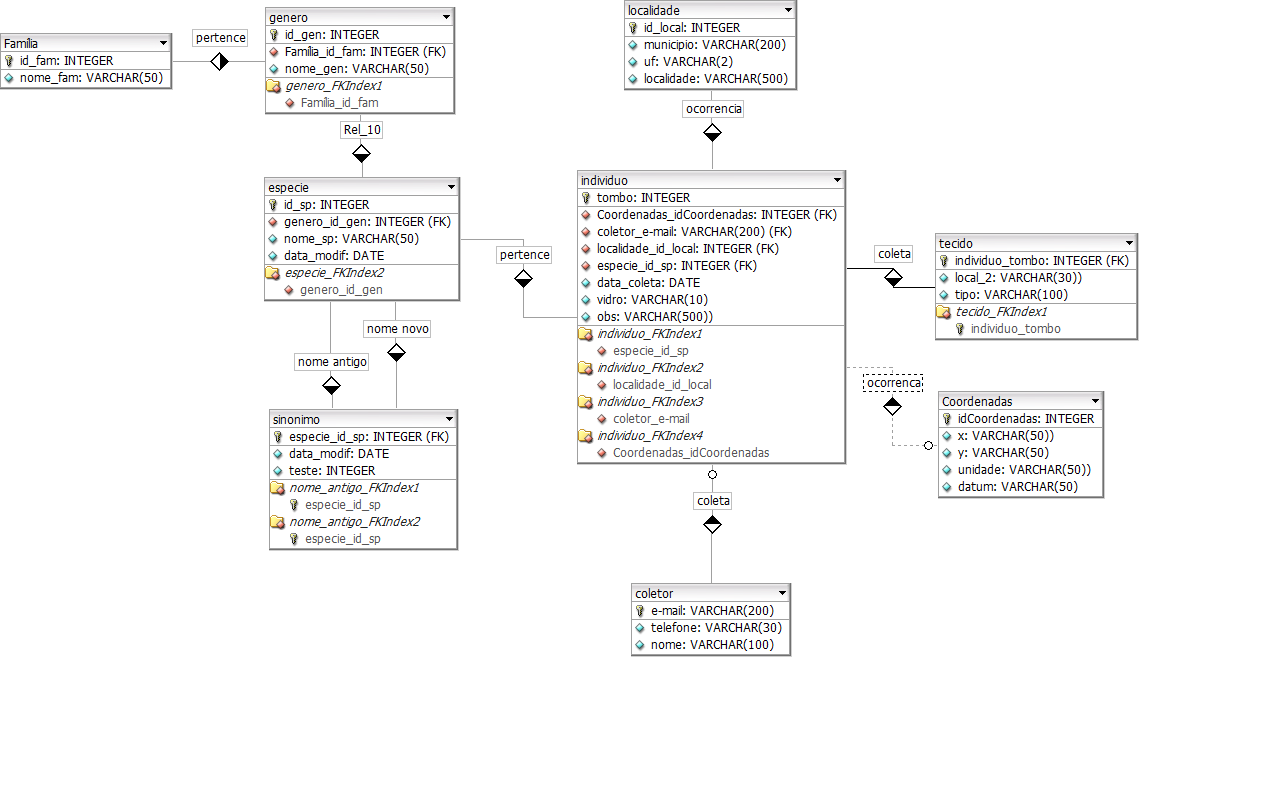 Família
id_fam: INTEGER
nome_fam: VARCHAR(50)
pertence
genero
id_gen: INTEGER
Família_id_fam: INTEGER (FK)
nome_gen: VARCHAR(50)
genero_FKIndex1
Família_id_fam
Rel_10
especie
id_sp: INTEGER
genero_id_gen: INTEGER (FK)
nome_sp: VARCHAR(50)
data_modif: DATE
especie_FKIndex2
genero_id_gen
nome novo
nome antigo
sinonimo
especie_id_sp: INTEGER (FK)
data_modif: DATE
teste: INTEGER
nome_antigo_FKIndex1
especie_id_sp
nome_antigo_FKIndex2
especie_id_sp
pertence
localidade
id_local: INTEGER
municipio: VARCHAR(200)
uf: VARCHAR(2)
localidade: VARCHAR(500)
ocorrencia
individuo
tombo: INTEGER
Coordenadas_idCoordenadas: INTEGER (FK)
coletor_e-mail: VARCHAR(200) (FK)
localidade_id_local: INTEGER (FK)
especie_id_sp: INTEGER (FK)
data_coleta: DATE
vidro: VARCHAR(10)
obs: VARCHAR(500))
individuo_FKIndex1
especie_id_sp
individuo_FKIndex2
localidade_id_local
individuo_FKIndex3
coletor_e-mail
individuo_FKIndex4
Coordenadas_idCoordenadas
coleta
coletor
e-mail: VARCHAR(200)
telefone: VARCHAR(30)
nome: VARCHAR(100)
coleta
tecido
individuo_tombo: INTEGER (FK)
local_2: VARCHAR(30))
tipo: VARCHAR(100)
tecido_FKIndex1
individuo_tombo
ocorrenca
Coordenadas
idCoordenadas: INTEGER
x: VARCHAR(50))
y: VARCHAR(50)
unidade: VARCHAR(50))
datum: VARCHAR(50)